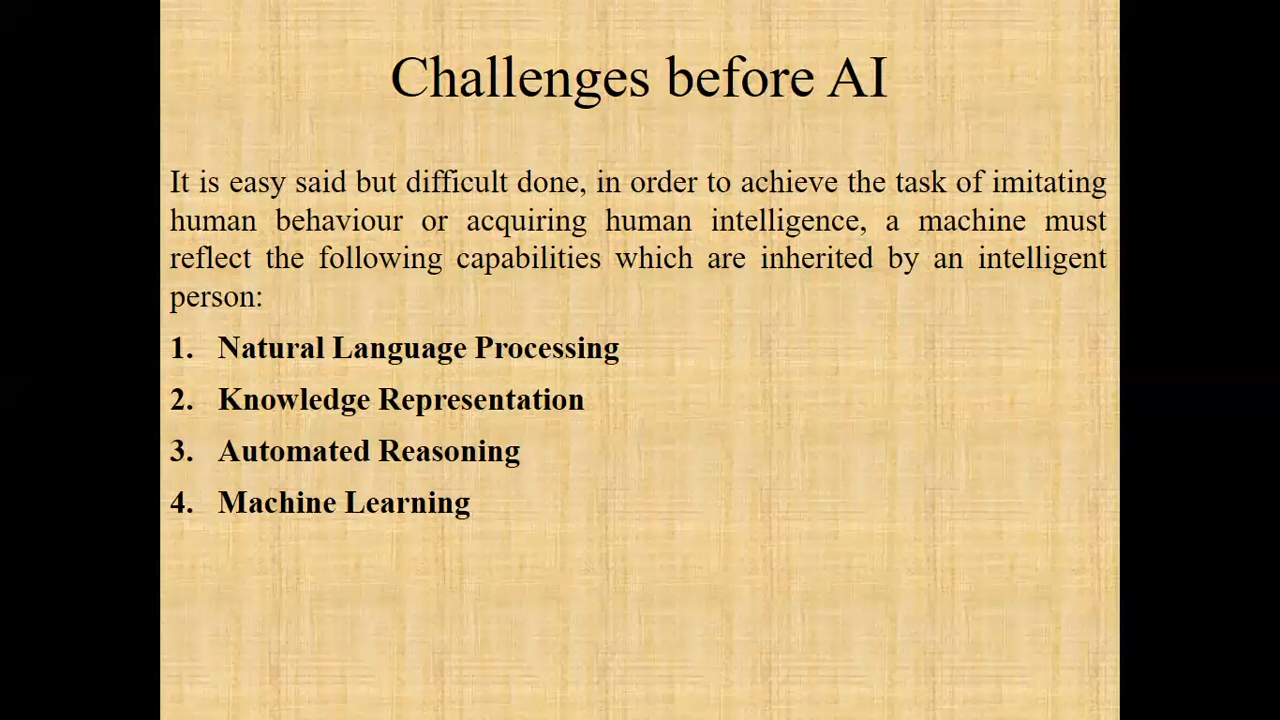 Challenges before AI
It is easy said but difficult done, in order to achieve the task of imitating
human behaviour or acquiring human intelligence, a machine must
reflect the following capabilities which are inherited by an intelligent
person:
1. Natural Language Processing
2. Knowledge Representation
3. Automated Reasoning
4. Machine Learning